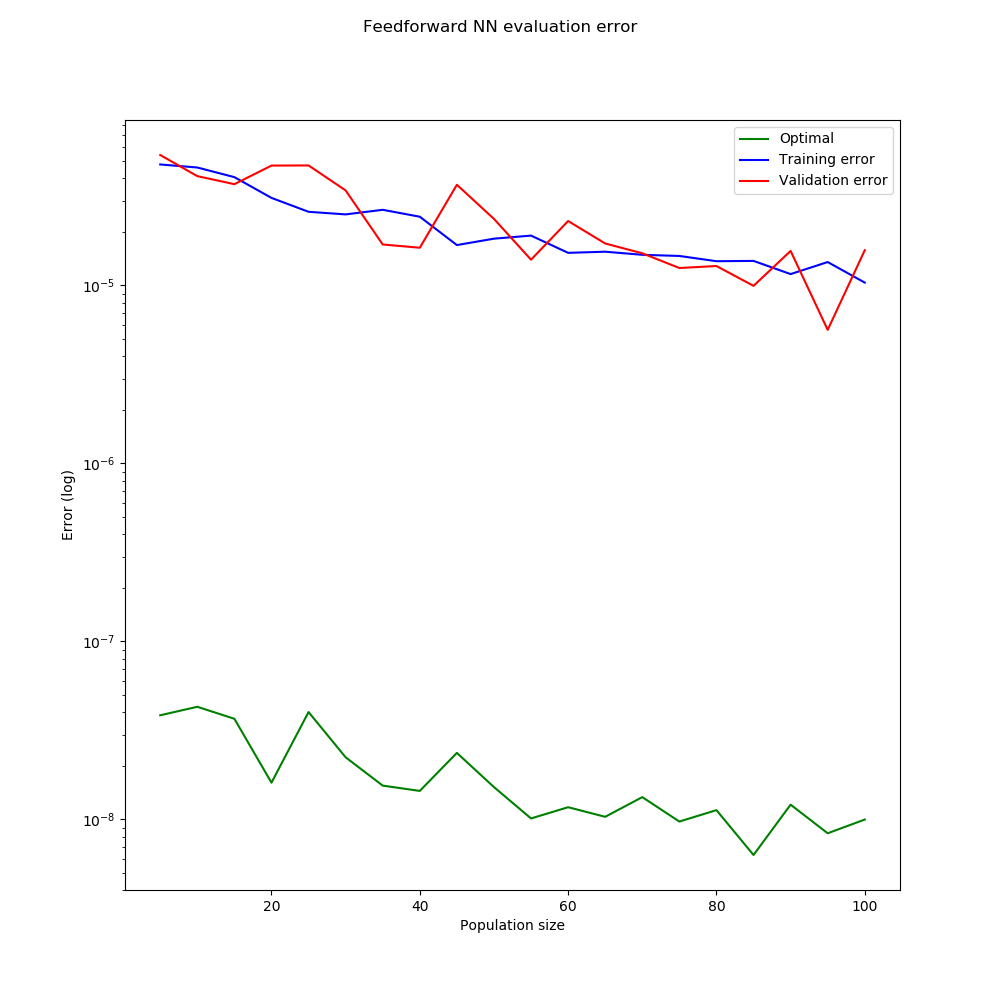 Feedforward NN evaluation error
Optimal
Training error
Validation error
10⁻⁵
10⁻⁶
10⁻⁷
10⁻⁸
Error (log)
20 40 60 80 100
Population size